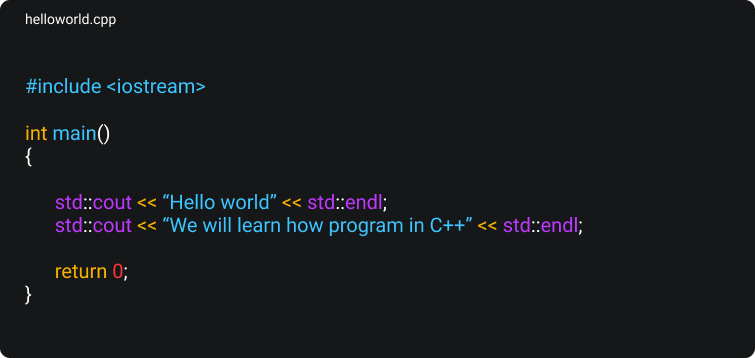 helloworld.cpp
#include <iostream>
int main()
{
std::cout << “Hello world” << std::endl;
std::cout << “We will learn how program in C++” << std::endl;
return 0;
}